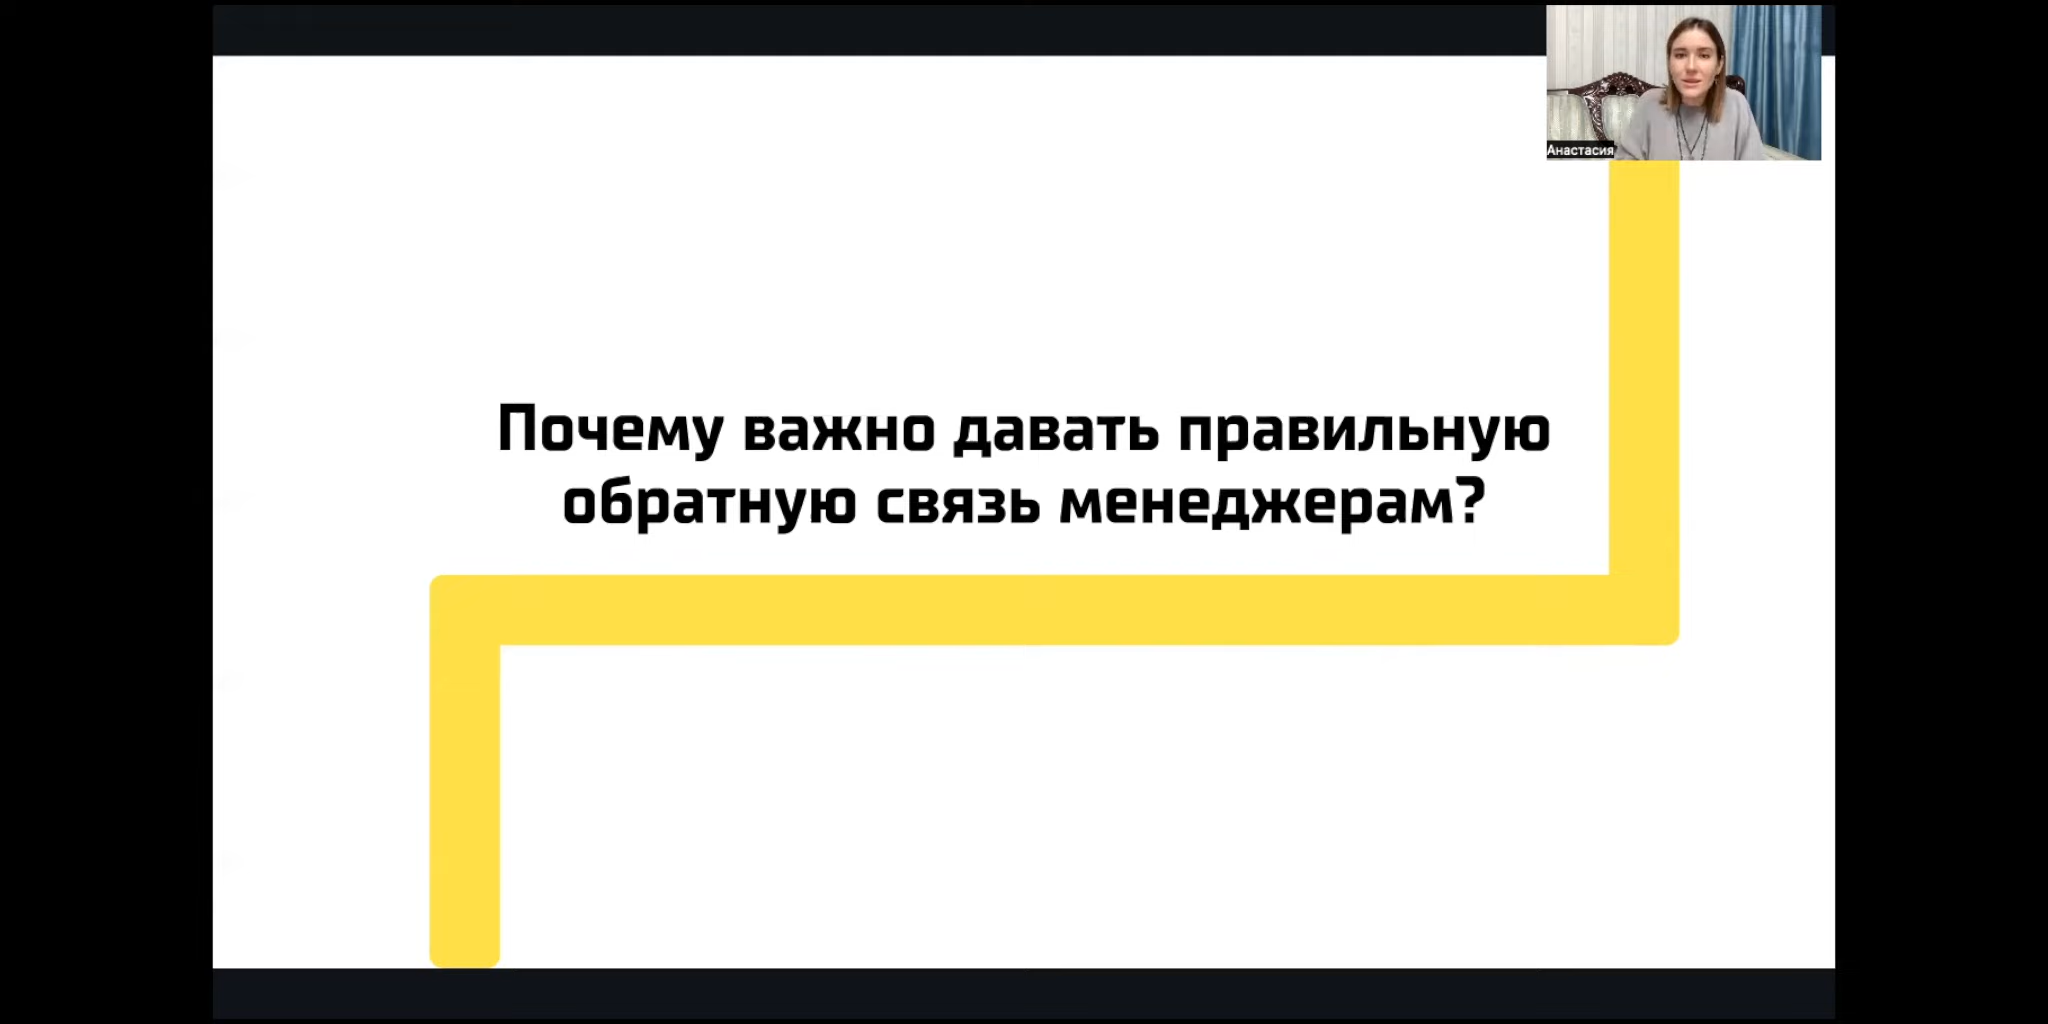 Анастасия
Почему важно давать правильную
обратную связь менеджерам?